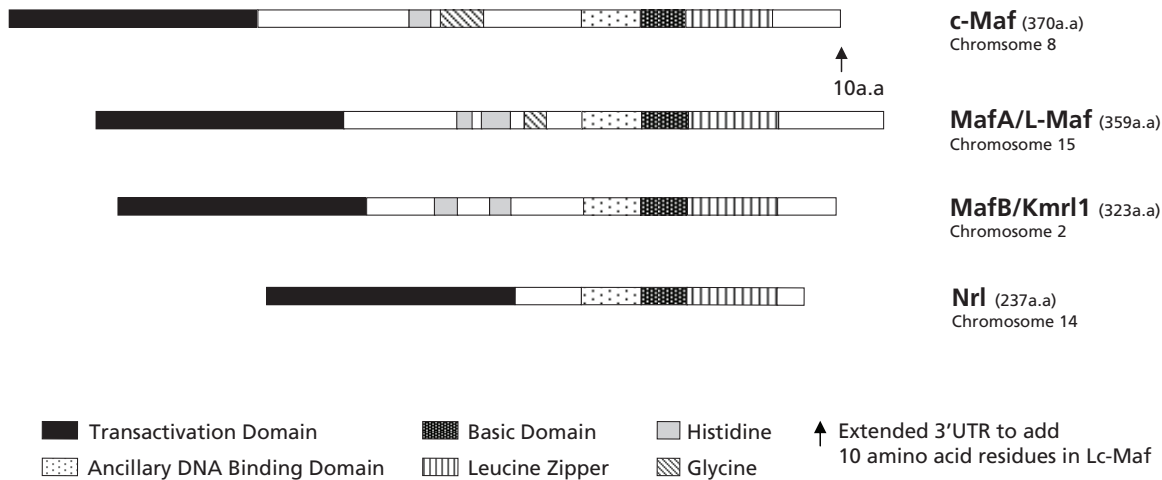 c-Maf (370a.a)
Chromsome 8
10a.a
MafA/L-Maf (359a.a)
Chromosome 15
MafB/Kmrl1 (323a.a)
Chromosome 2
Nrl (237a.a)
Chromosome 14
Transactivation Domain
Basic Domain
Histidine
Extended 3'UTR to add
10 amino acid residues in Lc-Maf
Ancillary DNA Binding Domain
Leucine Zipper
Glycine